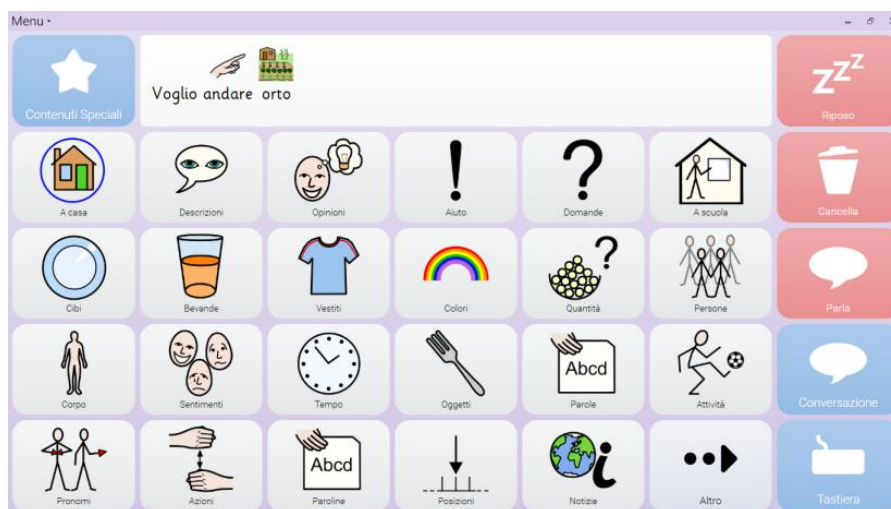 Menu
Contenuti Speciali
Voglio andare orto
zzz
Riposo
A casa
Descrizioni
Opinioni
!
Aiuto
?
Domande
A scuola
Cancella
Cibi
Bevande
Vestiti
Colori
?
Quantità
Persone
Parla
Corpo
Sentimenti
Tempo
Oggetti
Abcd
Parole
Attività
Conversazione
Pronomi
Azioni
Abcd
Paroline
Posizioni
i
Notizie
Altro
Tastiera